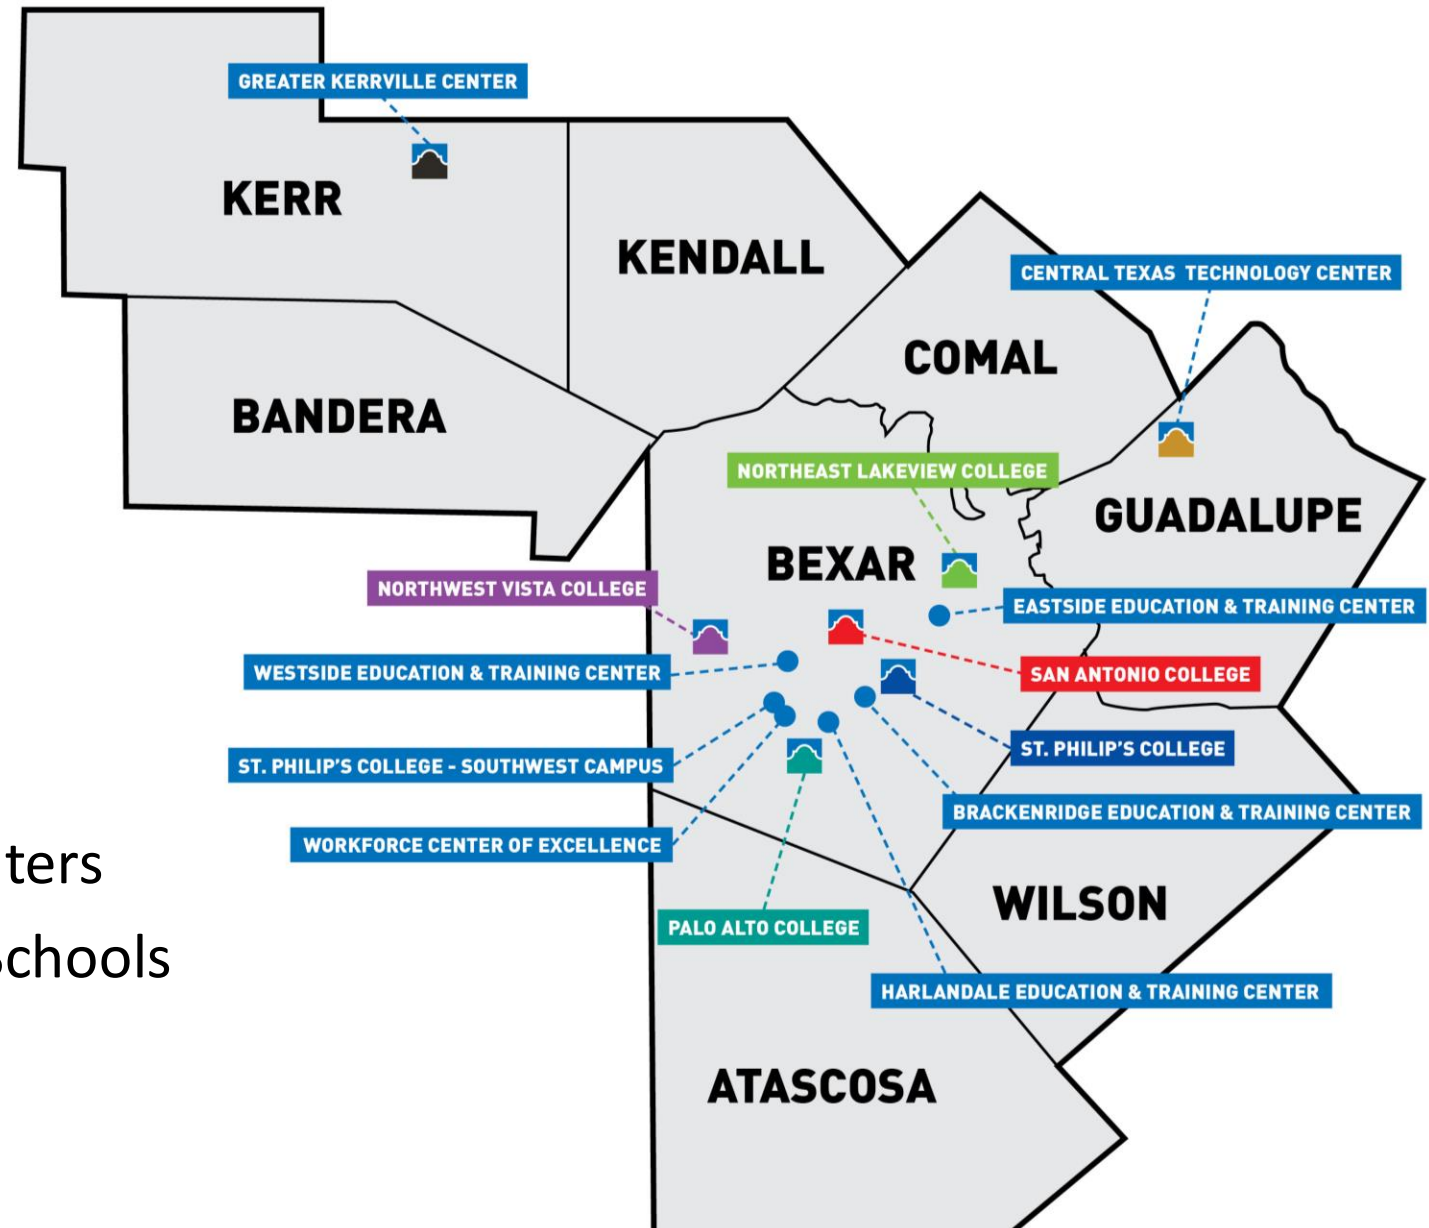 GREATER KERRVILLE CENTER
KERR
KENDALL
CENTRAL TEXAS TECHNOLOGY CENTER
COMAL
BANDERA
NORTHEAST LAKEVIEW COLLEGE
GUADALUPE
BEXAR
NORTHWEST VISTA COLLEGE
EASTSIDE EDUCATION & TRAINING CENTER
WESTSIDE EDUCATION & TRAINING CENTER
SAN ANTONIO COLLEGE
ST. PHILIP'S COLLEGE
ST. PHILIP'S COLLEGE - SOUTHWEST CAMPUS
BRACKENRIDGE EDUCATION & TRAINING CENTER
WORKFORCE CENTER OF EXCELLENCE
ters
WILSON
PALO ALTO COLLEGE
Schools
HARLANDALE EDUCATION & TRAINING CENTER
ATASCOSA